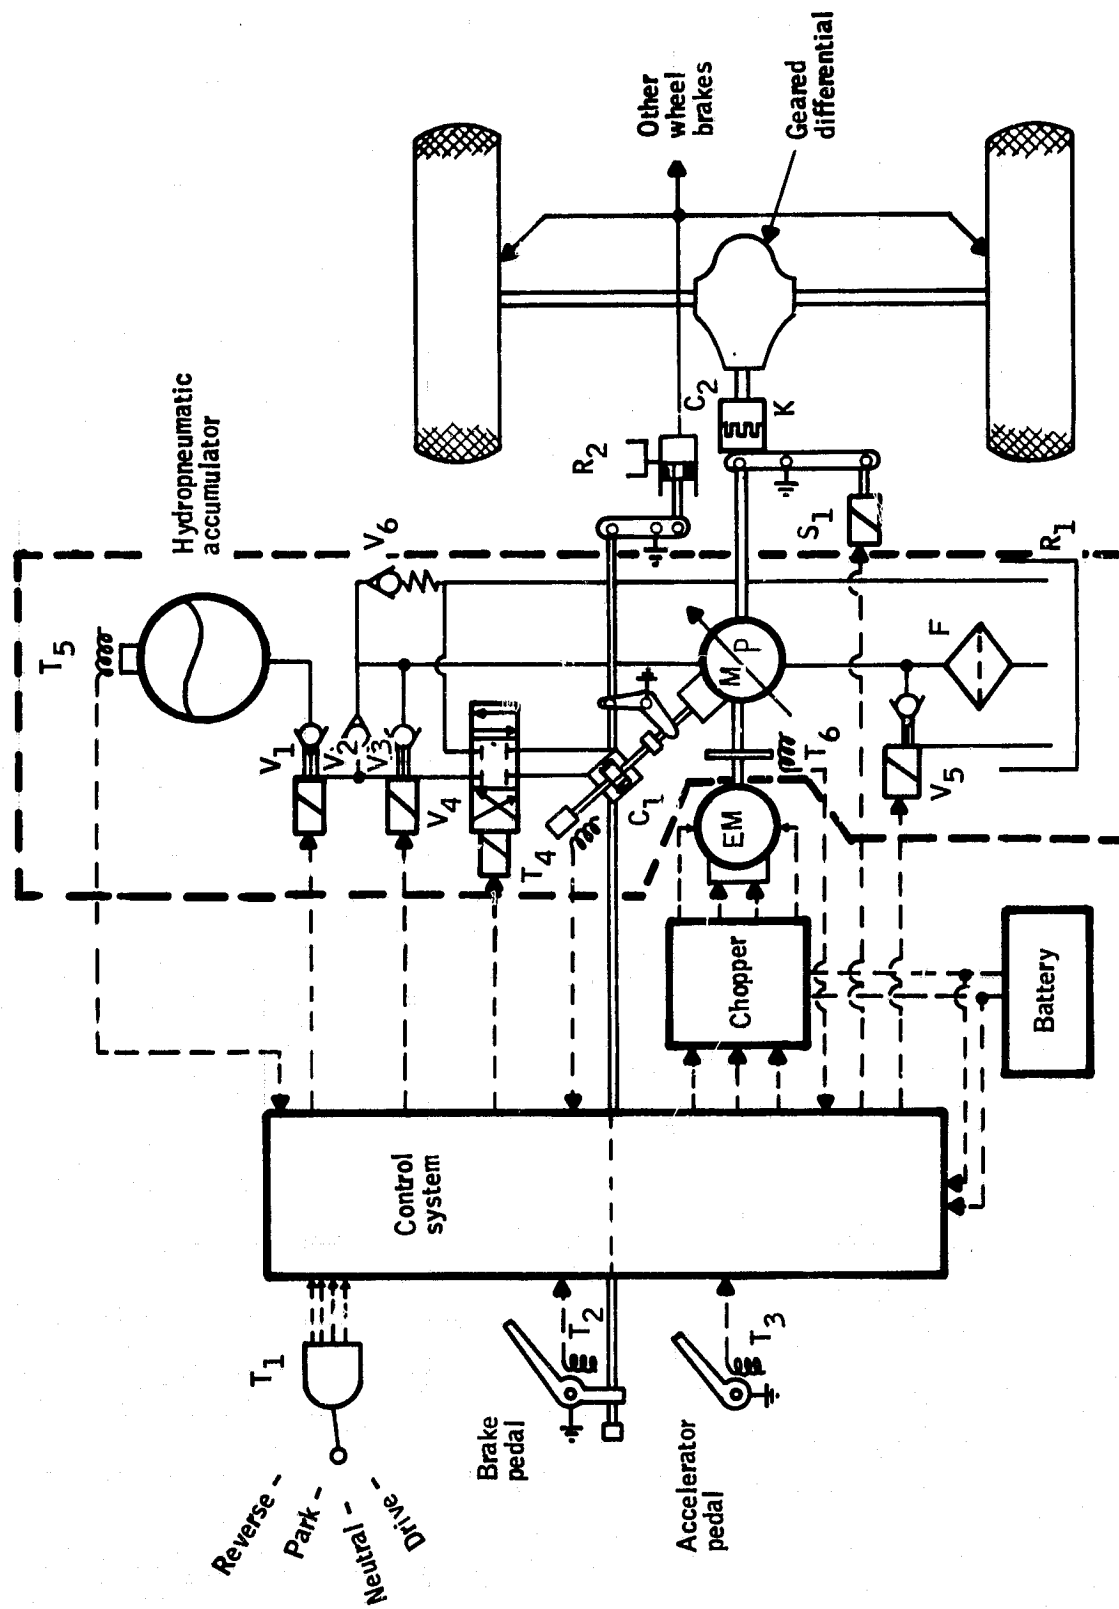 Reverse
Park
Neutral
Drive
T1
Brake
pedal
T2
Accelerator
pedal
T3
Control
system
Chopper
Battery
EM
T5
Hydropneumatic
accumulator
V1
V2
V3
V4
T4
C1
T6
V5
V6
M P
F
R1
R2
S1
C2
K
Other
wheel
brakes
Geared
differential